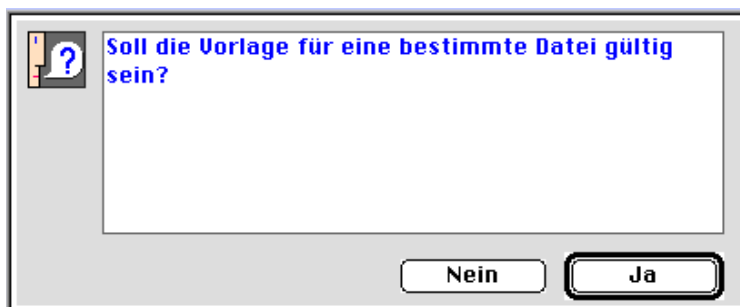 Soll die Vorlage für eine bestimmte Datei gültig
sein?
Nein Ja